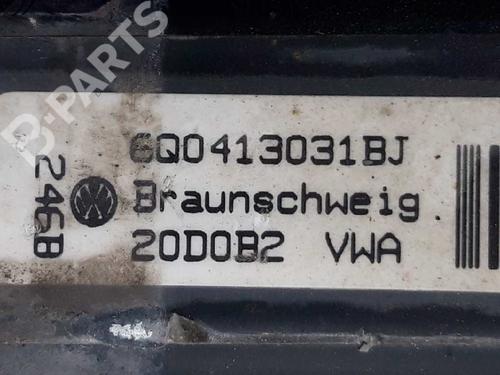 B-PARTS
6Q0413031BJ
Braunschweig
20D0B2 VWA
246B